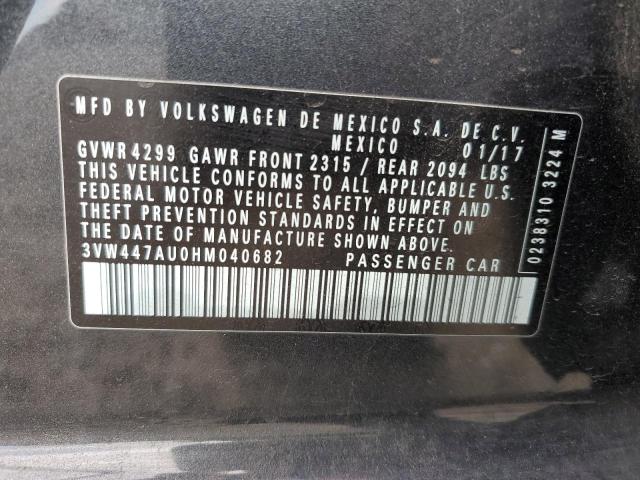 MFD BY VOLKSWAGEN DE MEXICO S.A. DE C.V.
MEXICO 01/17
GVWR 4299 GAWR FRONT 2315 / REAR 2094 LBS
THIS VEHICLE CONFORMS TO ALL APPLICABLE U.S.
FEDERAL MOTOR VEHICLE SAFETY, BUMPER AND
THEFT PREVENTION STANDARDS IN EFFECT ON
THE DATE OF MANUFACTURE SHOWN ABOVE.
3VW447AU0HM040682 PASSENGER CAR
0238310 3224 M